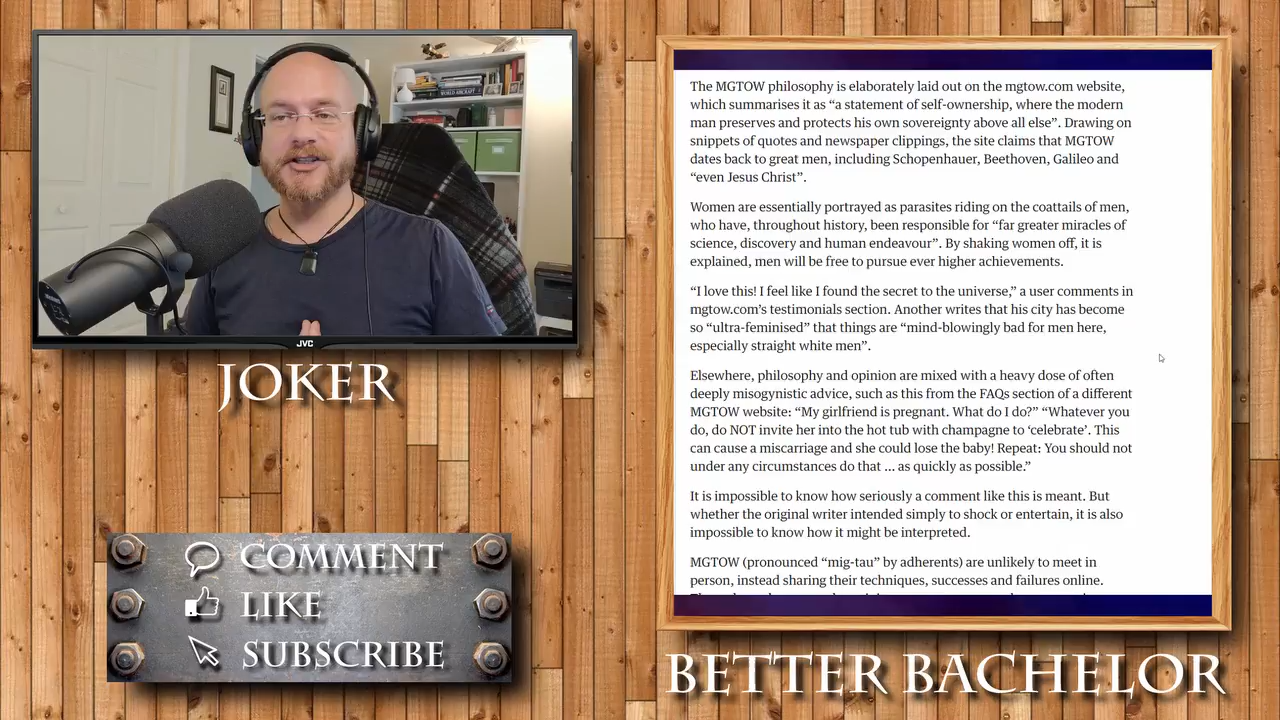 The MGTOW philosophy is elaborately laid out on the mgtow.com website,
which summarises it as “a statement of self-ownership, where the modern
man preserves and protects his own sovereignty above all else”. Drawing on
snippets of quotes and newspaper clippings, the site claims that MGTOW
dates back to great men, including Schopenhauer, Beethoven, Galileo and
“even Jesus Christ”.
Women are essentially portrayed as parasites riding on the coattails of men,
who have, throughout history, been responsible for “far greater miracles of
science, discovery and human endeavour”. By shaking women off, it is
explained, men will be free to pursue ever higher achievements.
“I love this! I feel like I found the secret to the universe,” a user comments in
mgtow.com’s testimonials section. Another writes that his city has become
so “ultra-feminised” that things are “mind-blowingly bad for men here,
especially straight white men”.
Elsewhere, philosophy and opinion are mixed with a heavy dose of often
deeply misogynistic advice, such as this from the FAQs section of a different
MGTOW website: “My girlfriend is pregnant. What do I do?” “Whatever you
do, do NOT invite her into the hot tub with champagne to ‘celebrate’. This
can cause a miscarriage and she could lose the baby! Repeat: You should not
under any circumstances do that ... as quickly as possible.”
It is impossible to know how seriously a comment like this is meant. But
whether the original writer intended simply to shock or entertain, it is also
impossible to know how it might be interpreted.
MGTOW (pronounced “mig-tau” by adherents) are unlikely to meet in
person, instead sharing their techniques, successes and failures online.
JVC
JOKER
COMMENT
LIKE
SUBSCRIBE
BETTER BACHELOR